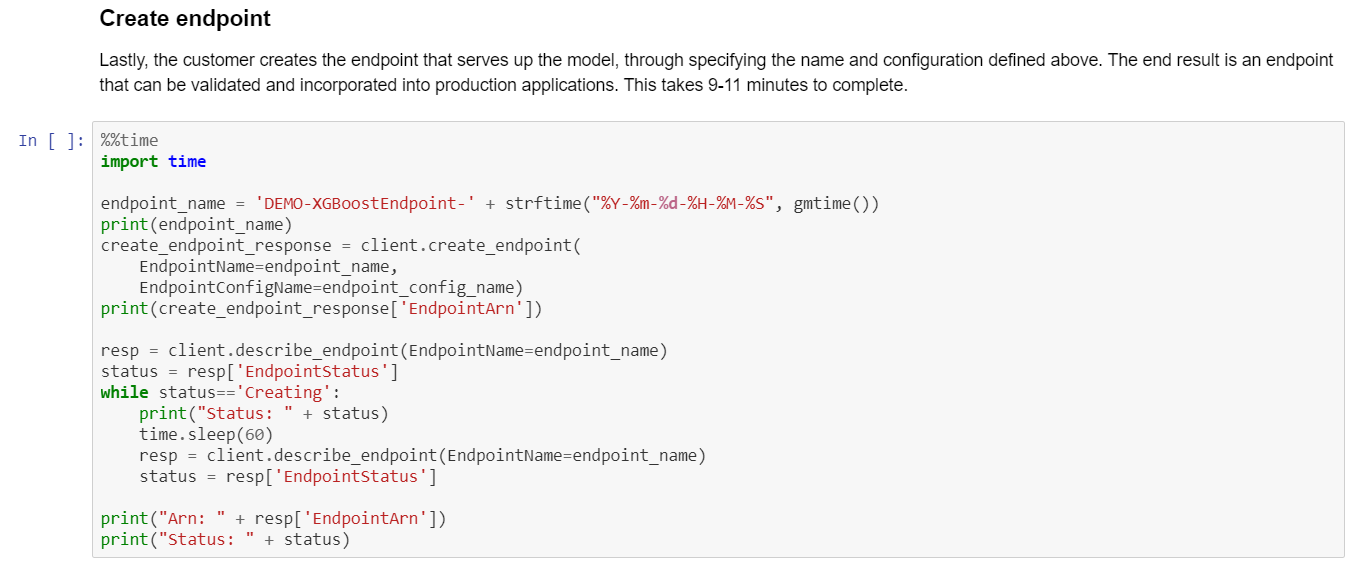 Create endpoint
Lastly, the customer creates the endpoint that serves up the model, through specifying the name and configuration defined above. The end result is an endpoint
that can be validated and incorporated into production applications. This takes 9-11 minutes to complete.
In [ ]:
%%time
import time

endpoint_name = 'DEMO-XGBoostEndpoint-' + strftime("%Y-%m-%d-%H-%M-%S", gmtime())
print(endpoint_name)
create_endpoint_response = client.create_endpoint(
    EndpointName=endpoint_name,
    EndpointConfigName=endpoint_config_name)
print(create_endpoint_response['EndpointArn'])

resp = client.describe_endpoint(EndpointName=endpoint_name)
status = resp['EndpointStatus']
while status=='Creating':
    print("Status: " + status)
    time.sleep(60)
    resp = client.describe_endpoint(EndpointName=endpoint_name)
    status = resp['EndpointStatus']

print("Arn: " + resp['EndpointArn'])
print("Status: " + status)